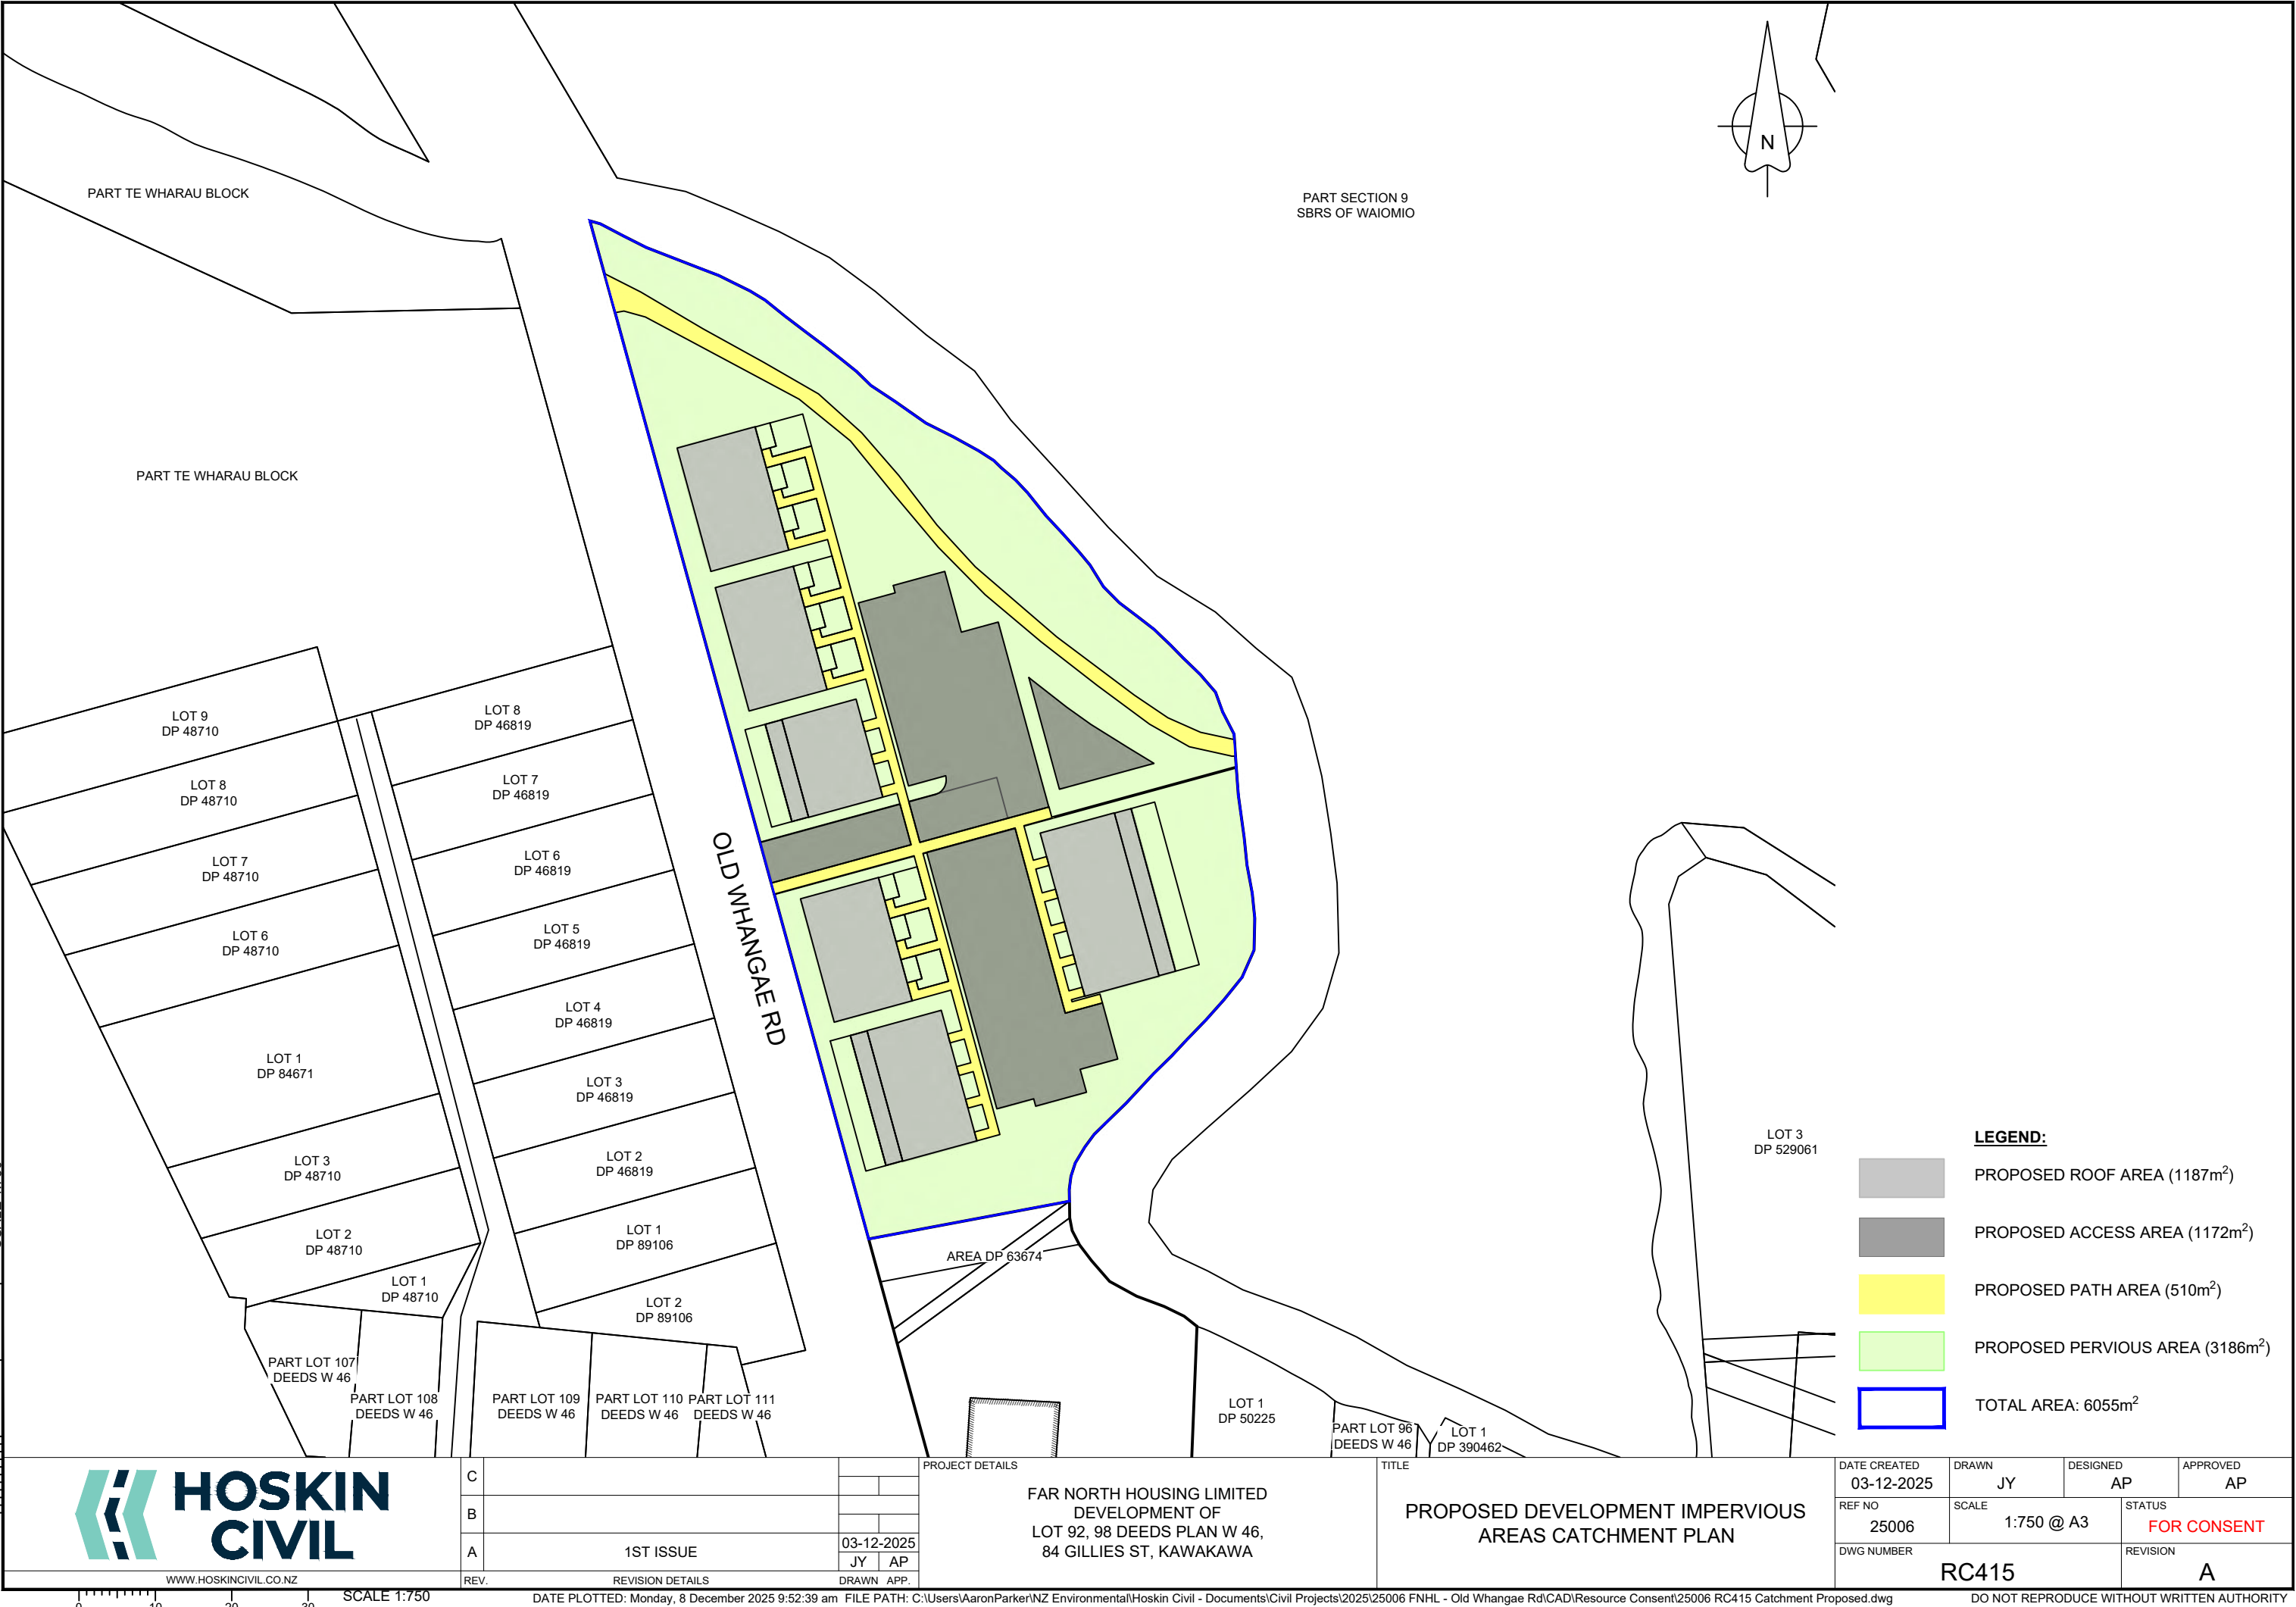 PART TE WHARAU BLOCK
PART SECTION 9
SBRS OF WAIOMIO
N
PART TE WHARAU BLOCK
LOT 9
DP 48710
LOT 8
DP 48710
LOT 7
DP 48710
LOT 6
DP 48710
LOT 1
DP 84671
LOT 3
DP 48710
LOT 2
DP 48710
LOT 1
DP 48710
LOT 8
DP 46819
LOT 7
DP 46819
LOT 6
DP 46819
LOT 5
DP 46819
LOT 4
DP 46819
LOT 3
DP 46819
LOT 2
DP 46819
LOT 1
DP 89106
LOT 2
DP 89106
OLD WHANGAE RD
AREA DP 63674
PART LOT 107
DEEDS W 46
PART LOT 108
DEEDS W 46
PART LOT 109
DEEDS W 46
PART LOT 110
DEEDS W 46
PART LOT 111
DEEDS W 46
LOT 1
DP 50225
PART LOT 96
DEEDS W 46
LOT 1
DP 390462
LOT 3
DP 529061
LEGEND:
PROPOSED ROOF AREA (1187m²)
PROPOSED ACCESS AREA (1172m²)
PROPOSED PATH AREA (510m²)
PROPOSED PERVIOUS AREA (3186m²)
TOTAL AREA: 6055m²
HOSKIN
CIVIL
WWW.HOSKINCIVIL.CO.NZ
C
B
A 1ST ISSUE 03-12-2025
JY AP
REV. REVISION DETAILS DRAWN APP.
PROJECT DETAILS
FAR NORTH HOUSING LIMITED
DEVELOPMENT OF
LOT 92, 98 DEEDS PLAN W 46,
84 GILLIES ST, KAWAKAWA
TITLE
PROPOSED DEVELOPMENT IMPERVIOUS
AREAS CATCHMENT PLAN
DATE CREATED DRAWN DESIGNED APPROVED
03-12-2025 JY AP AP
REF NO SCALE STATUS
25006 1:750 @ A3 FOR CONSENT
DWG NUMBER REVISION
RC415 A
0 10 20 30 SCALE 1:750
DATE PLOTTED: Monday, 8 December 2025 9:52:39 am FILE PATH: C:\Users\AaronParker\NZ Environmental\Hoskin Civil - Documents\Civil Projects\2025\25006 FNHL - Old Whangae Rd\CAD\Resource Consent\25006 RC415 Catchment Proposed.dwg
DO NOT REPRODUCE WITHOUT WRITTEN AUTHORITY